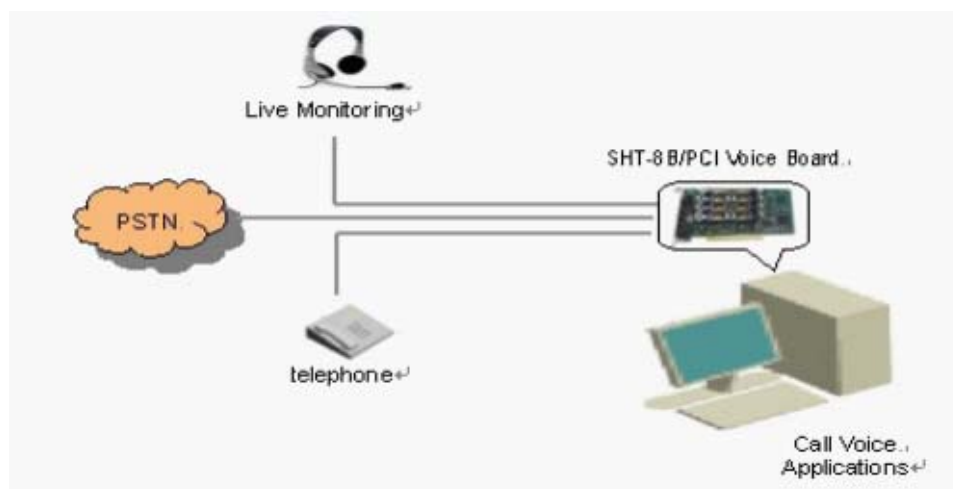 Live Monitoring↵
SHT-8B/PCI Voice Board.
PSTN
telephone↵
Call Voice.
Applications↵